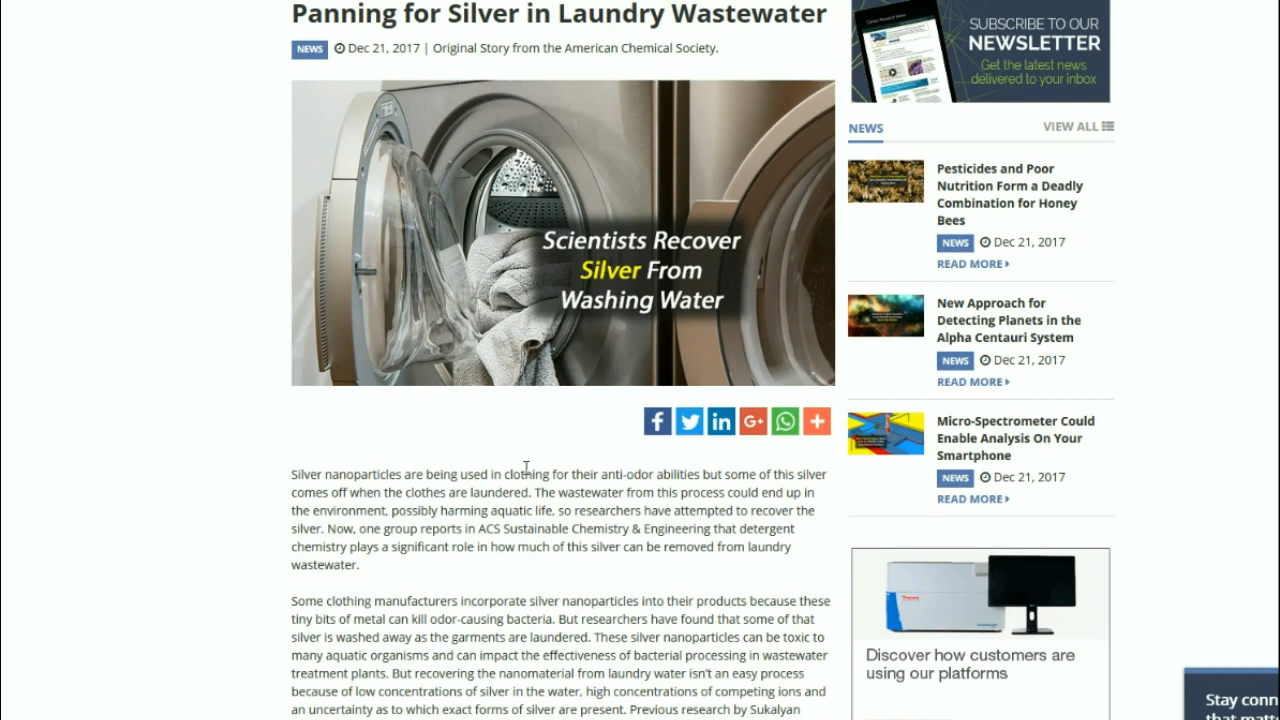 Panning for Silver in Laundry Wastewater
NEWS Dec 21, 2017 | Original Story from the American Chemical Society.
Scientists Recover
Silver From
Washing Water
Silver nanoparticles are being used in clothing for their anti-odor abilities but some of this silver
comes off when the clothes are laundered. The wastewater from this process could end up in
the environment, possibly harming aquatic life, so researchers have attempted to recover the
silver. Now, one group reports in ACS Sustainable Chemistry & Engineering that detergent
chemistry plays a significant role in how much of this silver can be removed from laundry
wastewater.
Some clothing manufacturers incorporate silver nanoparticles into their products because these
tiny bits of metal can kill odor-causing bacteria. But researchers have found that some of that
silver is washed away as the garments are laundered. These silver nanoparticles can be toxic to
many aquatic organisms and can impact the effectiveness of bacterial processing in wastewater
treatment plants. But recovering the nanomaterial from laundry water isn't an easy process
because of low concentrations of silver in the water, high concentrations of competing ions and
an uncertainty as to which exact forms of silver are present. Previous research by Sukalyan
SUBSCRIBE TO OUR
NEWSLETTER
Get the latest news
delivered to your inbox
NEWS
VIEW ALL
Pesticides and Poor
Nutrition Form a Deadly
Combination for Honey
Bees
NEWS Dec 21, 2017
READ MORE
New Approach for
Detecting Planets in the
Alpha Centauri System
NEWS Dec 21, 2017
READ MORE
Micro-Spectrometer Could
Enable Analysis On Your
Smartphone
NEWS Dec 21, 2017
READ MORE
Discover how customers are
using our platforms
Stay conn
that matt